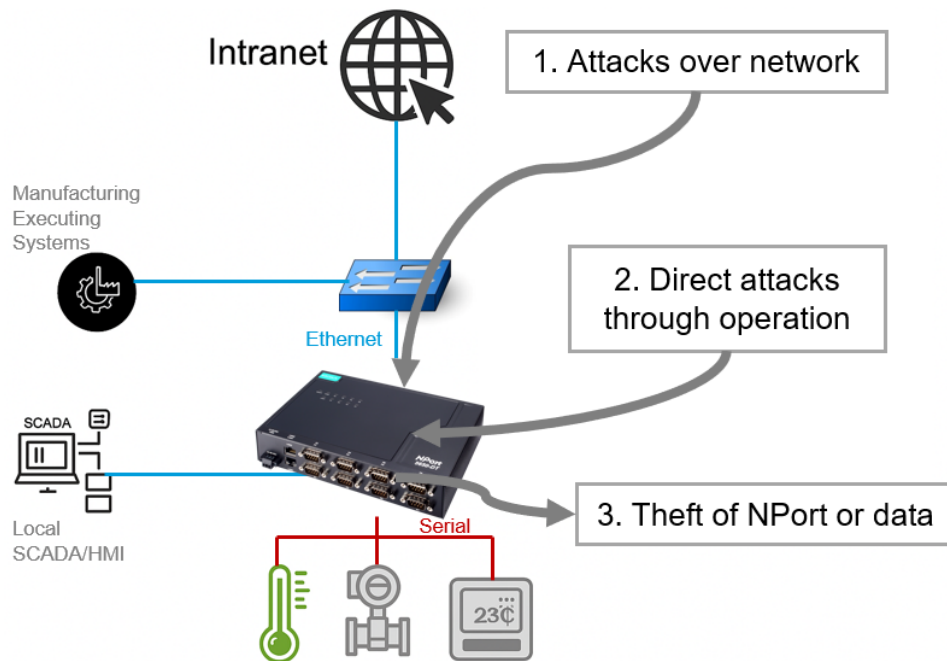 Intranet
1. Attacks over network
Manufacturing
Executing
Systems
2. Direct attacks
through operation
Ethernet
SCADA
NPort
Serial
3. Theft of NPort or data
Local
SCADA/HMI
23₵